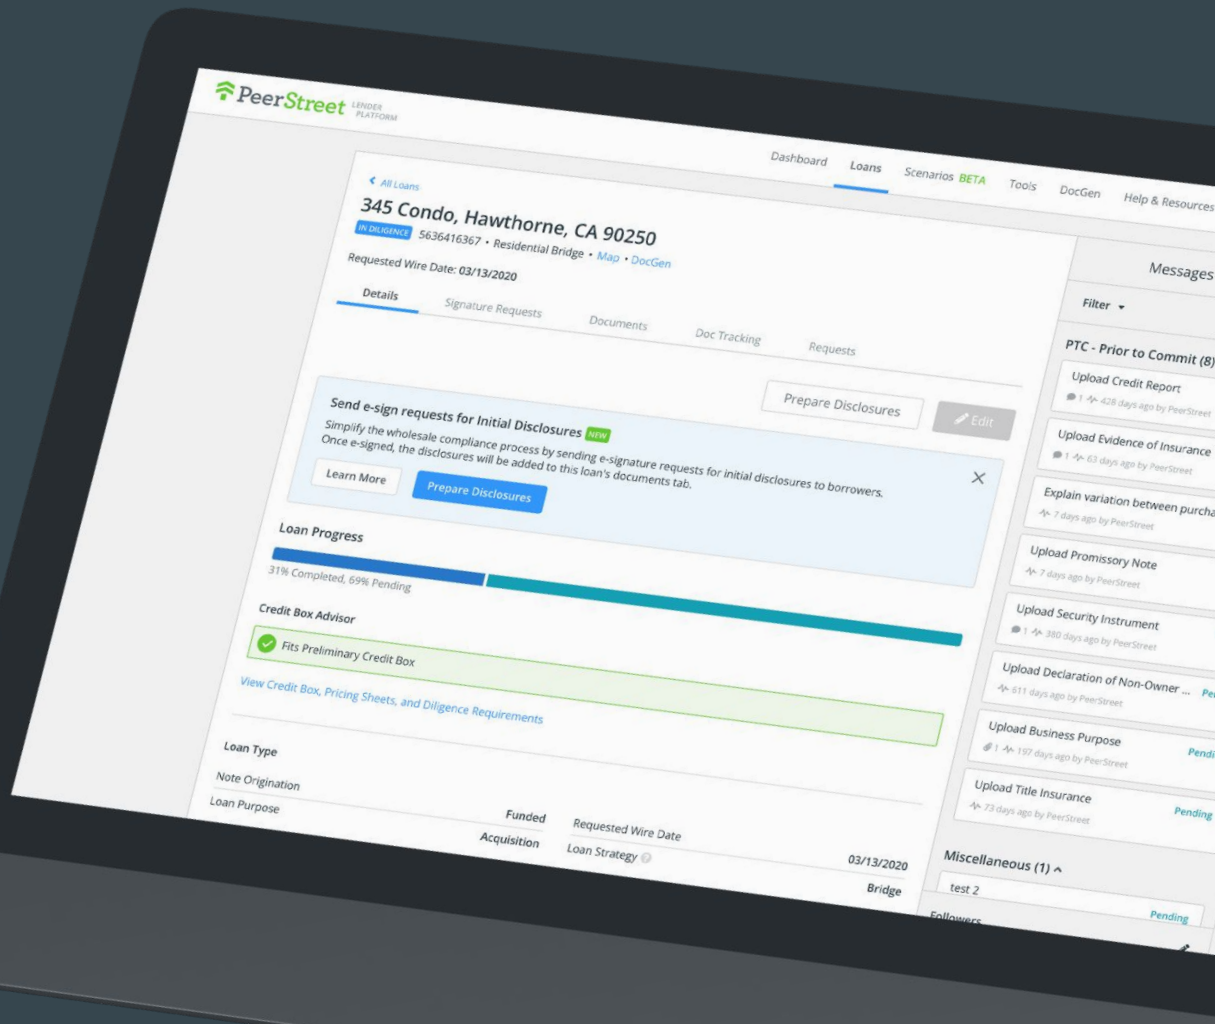 PeerStreet LENDER
PLATFORM
Dashboard Loans Scenarios BETA Tools DocGen Help & Resources
All Loans
345 Condo, Hawthorne, CA 90250
IN DILIGENCE 5636416367 • Residential Bridge • Map • DocGen
Requested Wire Date: 03/13/2020
Details Signature Requests Documents Doc Tracking Requests
Prepare Disclosures Edit
Send e-sign requests for Initial Disclosures NEW
Simplify the wholesale compliance process by sending e-signature requests for initial disclosures to borrowers.
Once e-signed, the disclosures will be added to this loan's documents tab.
Learn More Prepare Disclosures
Loan Progress
31% Completed, 69% Pending
Credit Box Advisor
Fits Preliminary Credit Box
View Credit Box, Pricing Sheets, and Diligence Requirements
Loan Type
Note Origination Funded
Loan Purpose Acquisition
Requested Wire Date 03/13/2020
Loan Strategy Bridge
Messages
Filter
PTC - Prior to Commit (8)
Upload Credit Report
1 428 days ago by PeerStreet
Upload Evidence of Insurance
1 63 days ago by PeerStreet
Explain variation between purcha
7 days ago by PeerStreet
Upload Promissory Note
7 days ago by PeerStreet
Upload Security Instrument
1 380 days ago by PeerStreet
Upload Declaration of Non-Owner ... Pe
611 days ago by PeerStreet
Upload Business Purpose Pendi
1 197 days ago by PeerStreet
Upload Title Insurance Pending
73 days ago by PeerStreet
Miscellaneous (1)
test 2
Pending
Followers